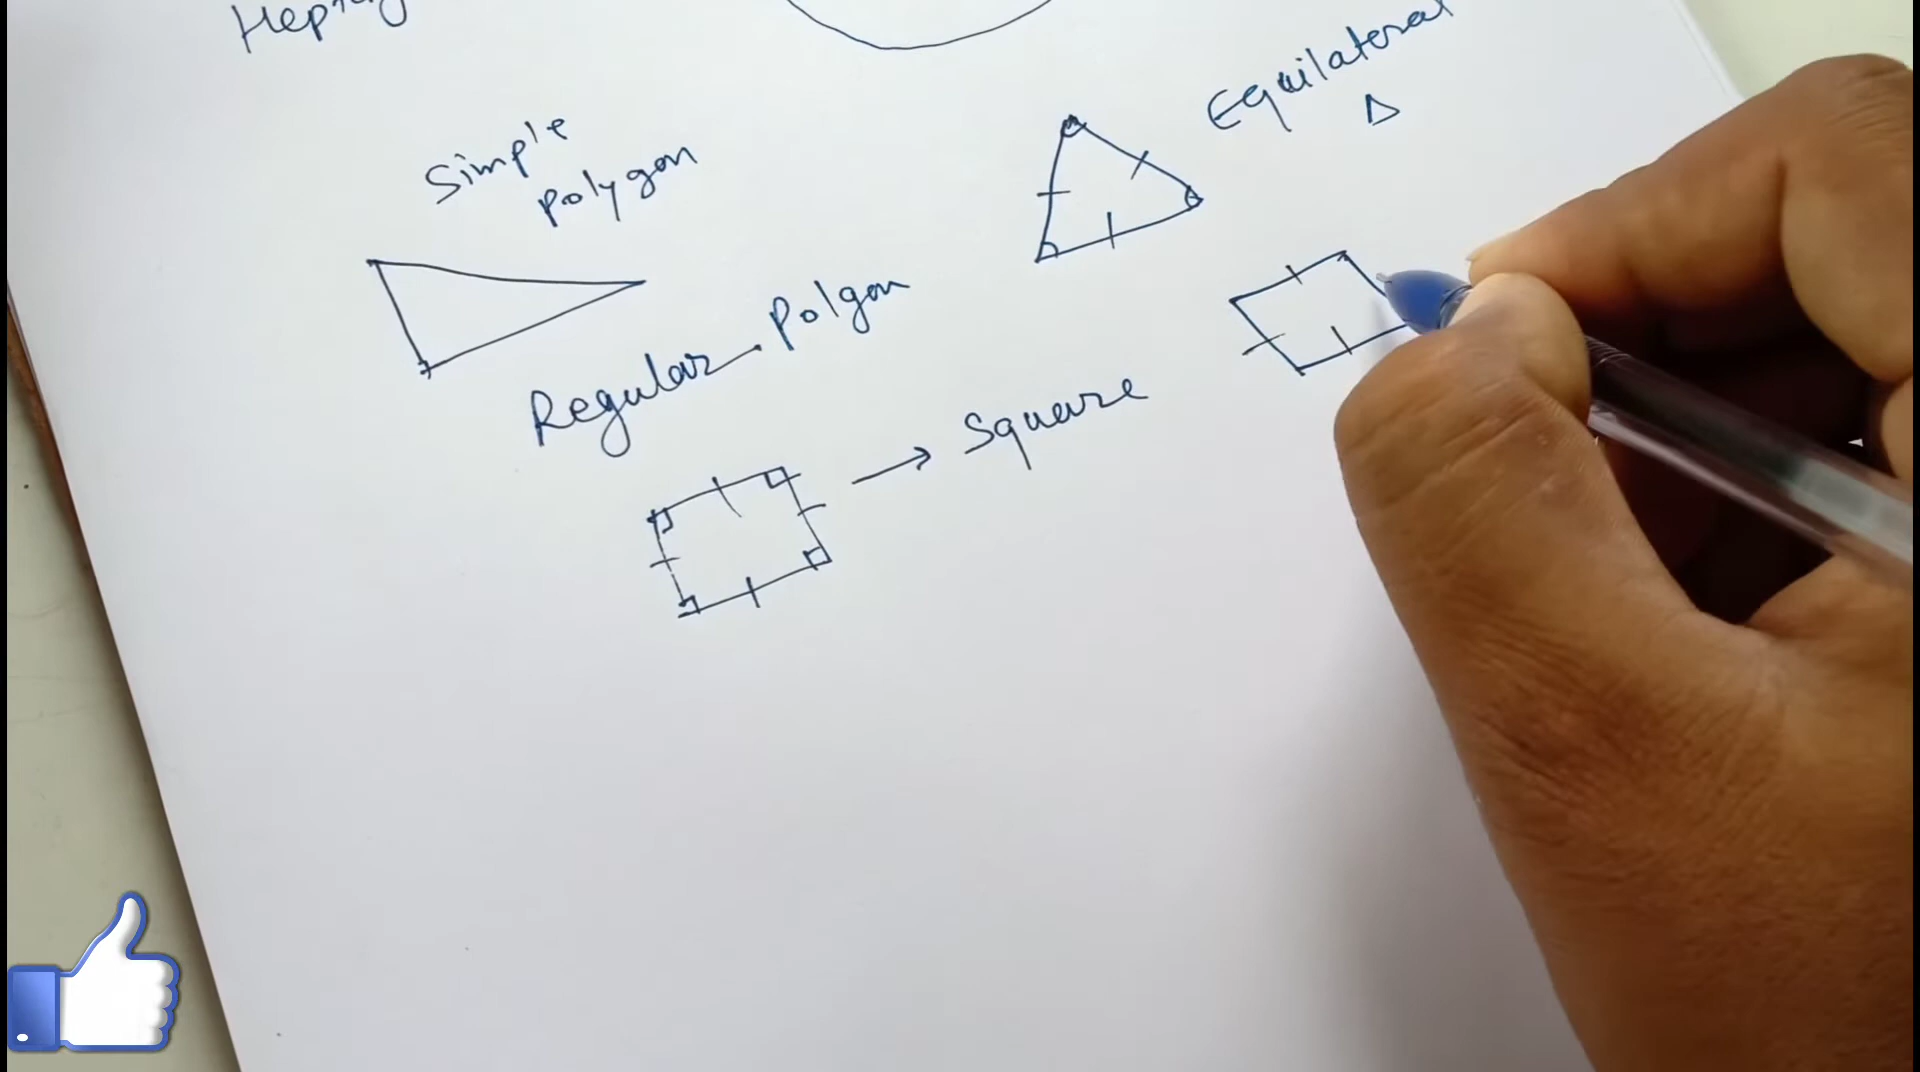 Simple
polygon
Equilateral
Δ
Regular Polgon
Square